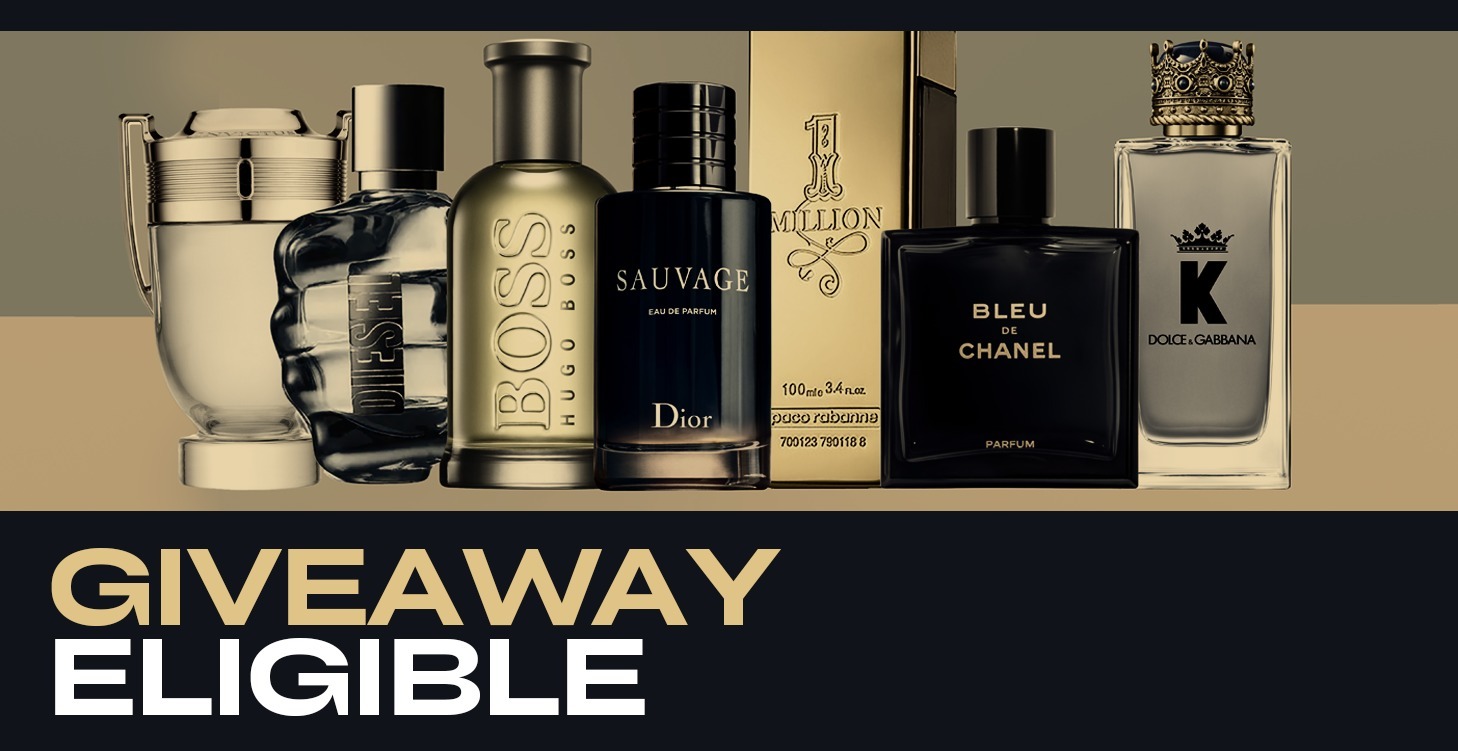 INVICTUS
DIESEL
BOSS
HUGO BOSS
SAUVAGE
EAU DE PARFUM
Dior
1
MILLION
100ml e 3.4 FL.OZ.
paco rabanne
700123 790118 8
BLEU
DE
CHANEL
PARFUM
K
DOLCE & GABBANA
GIVEAWAY
ELIGIBLE